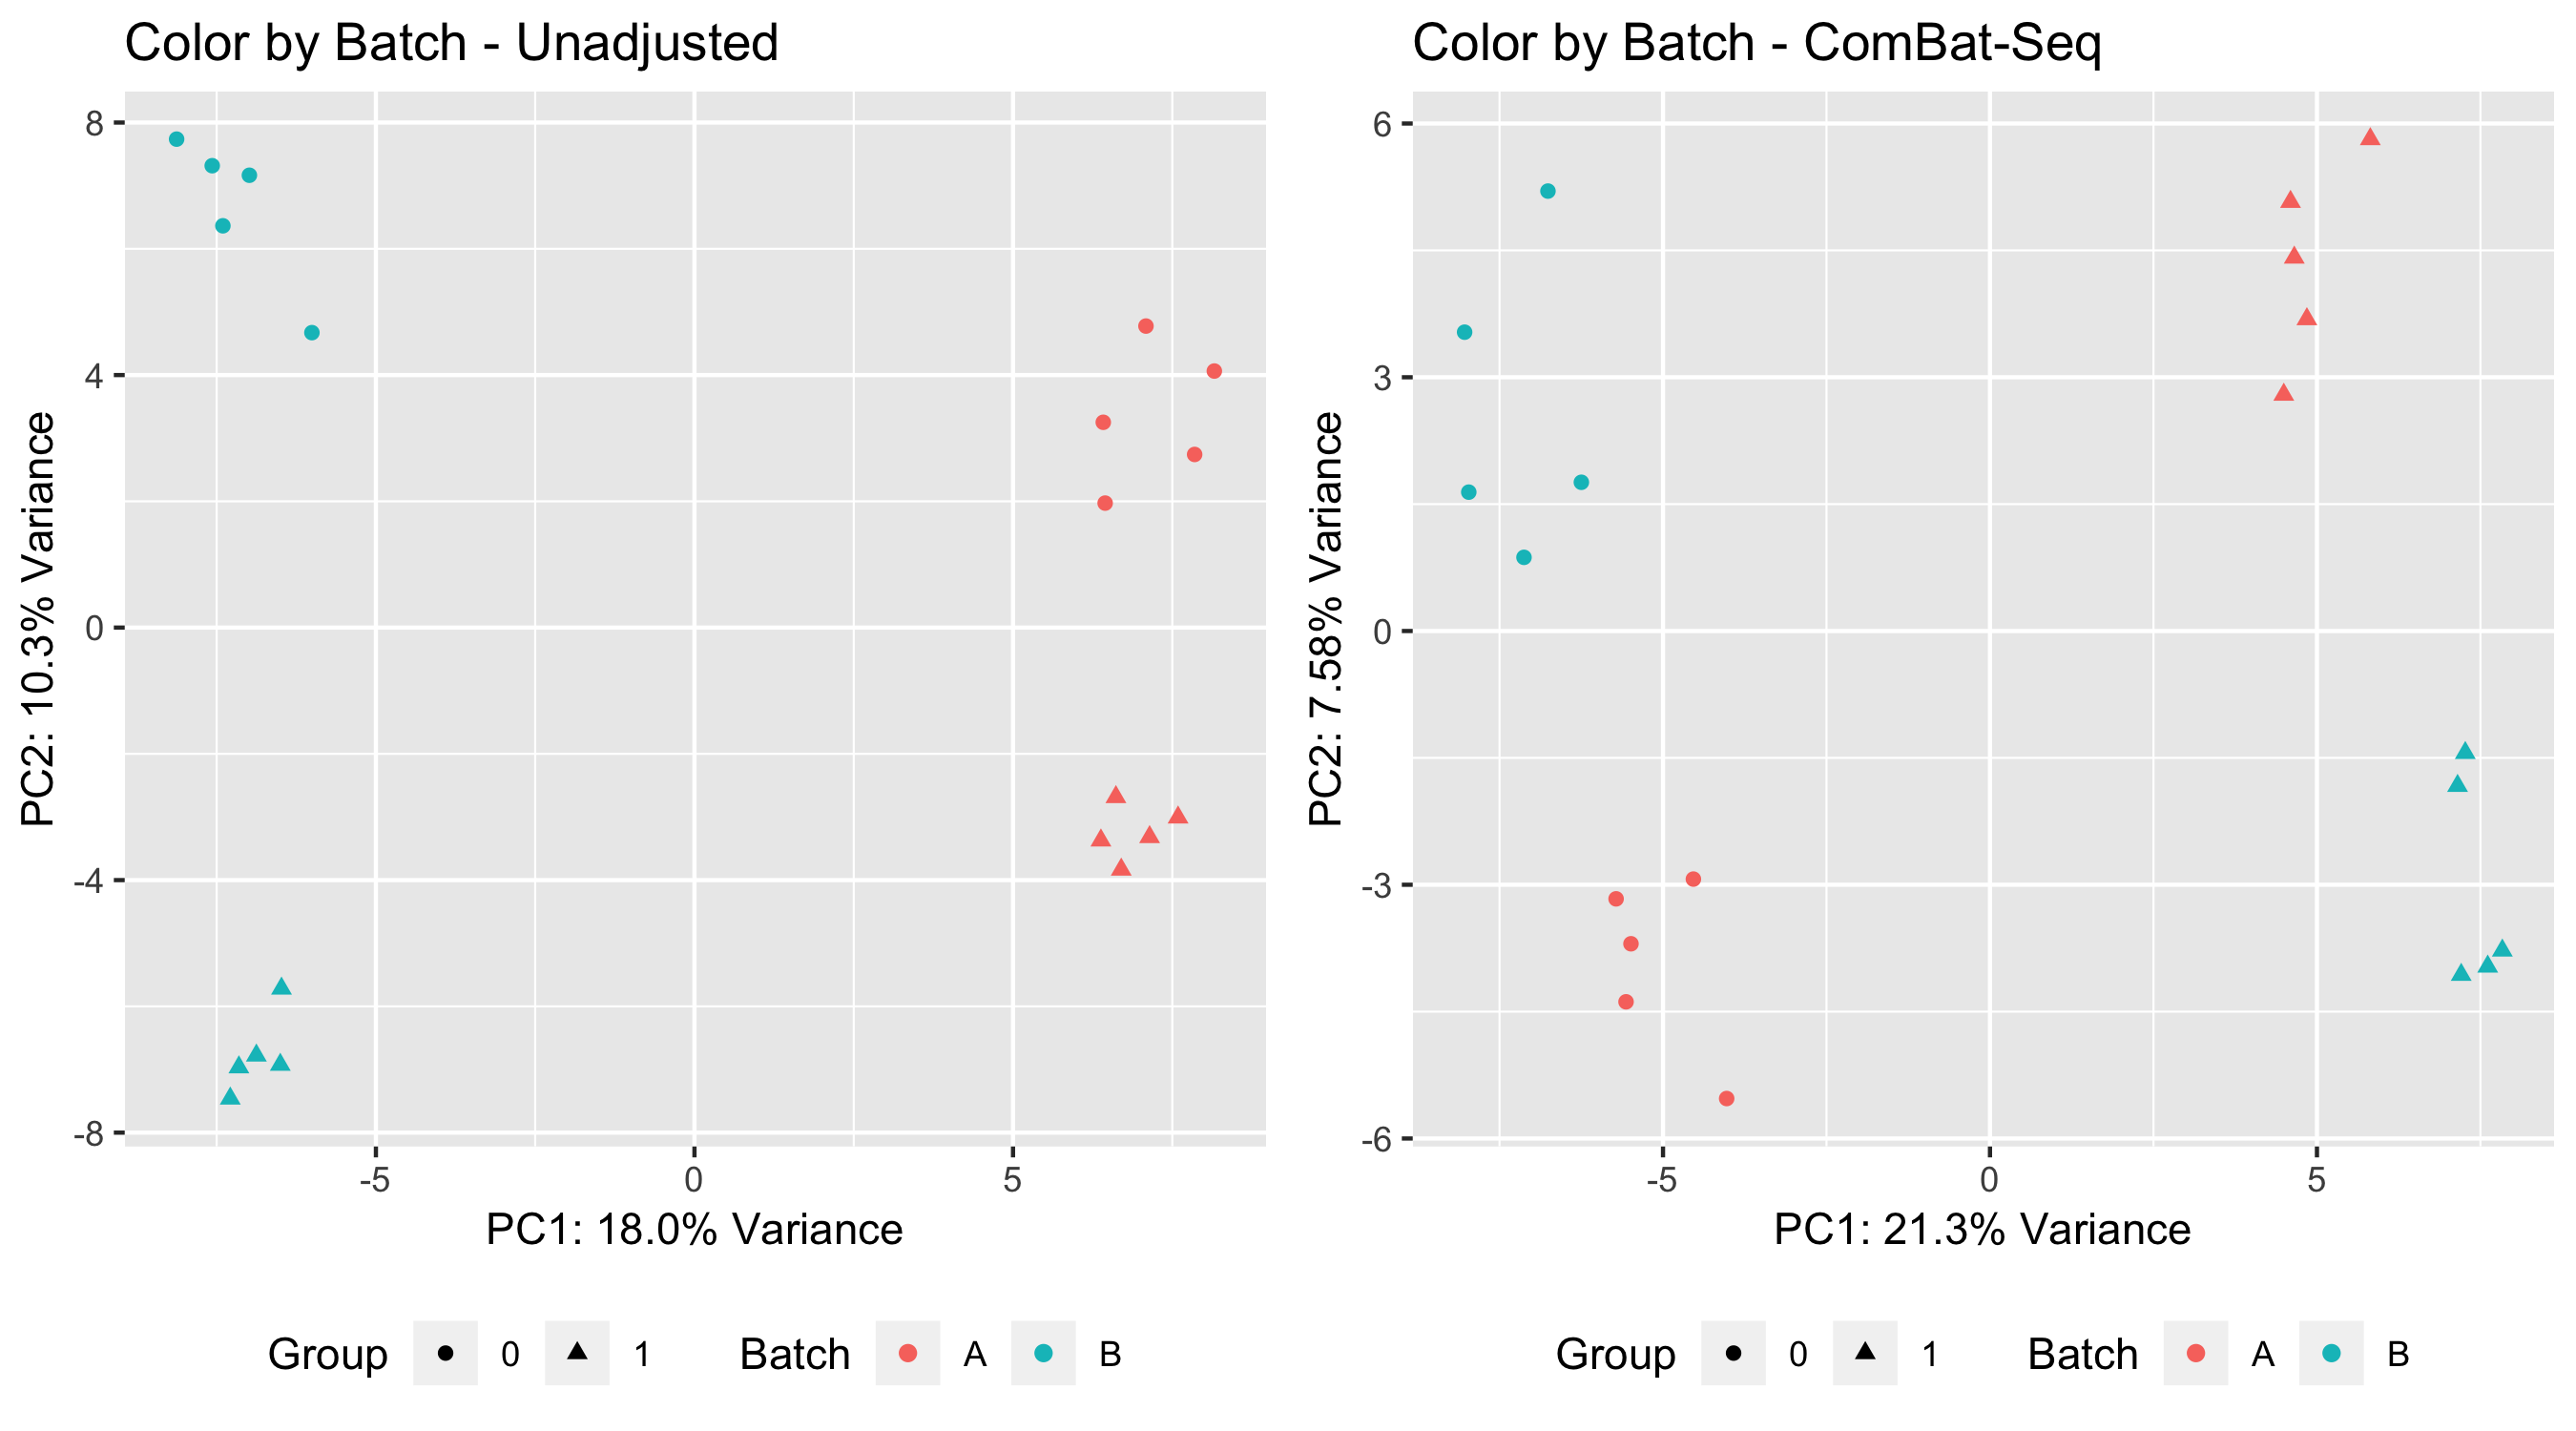 Color by Batch - Unadjusted
8
4
0
-4
-8
PC2: 10.3% Variance
-5 0 5
PC1: 18.0% Variance
Group 0 1 Batch A B
Color by Batch - ComBat-Seq
6
3
0
-3
-6
PC2: 7.58% Variance
-5 0 5
PC1: 21.3% Variance
Group 0 1 Batch A B